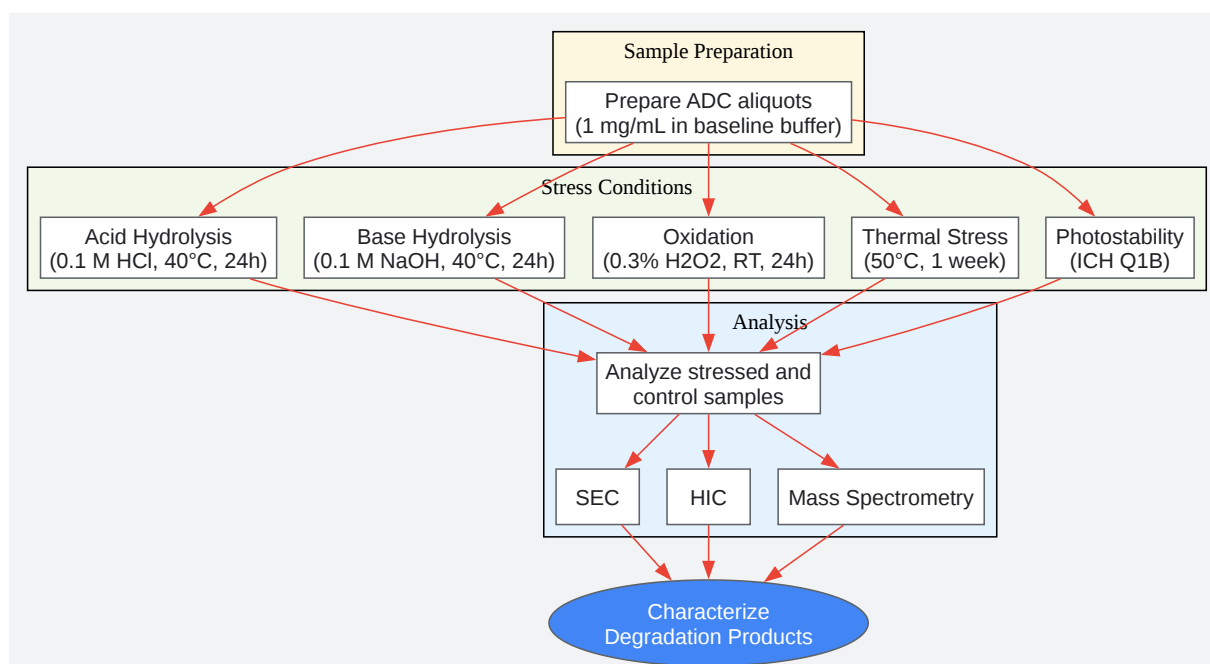 Sample Preparation
Prepare ADC aliquots
(1 mg/mL in baseline buffer)
Stress Conditions
Acid Hydrolysis
(0.1 M HCl, 40°C, 24h)
Base Hydrolysis
(0.1 M NaOH, 40°C, 24h)
Oxidation
(0.3% H2O2, RT, 24h)
Thermal Stress
(50°C, 1 week)
Photostability
(ICH Q1B)
Analysis
Analyze stressed and
control samples
SEC
HIC
Mass Spectrometry
Characterize
Degradation Products